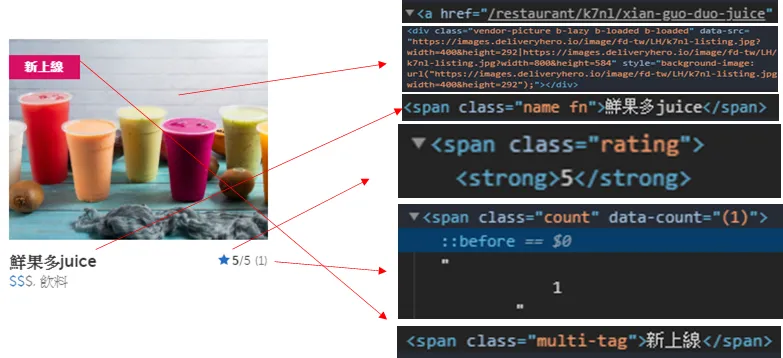 新上線
鮮果多juice
★ 5/5 (1)
$$$. 飲料
▼<a href="/restaurant/k7nl/xian-guo-duo-juice"
<div class="vendor-picture b-lazy b-loaded b-loaded" data-src=
"https://images.deliveryhero.io/image/fd-tw/LH/k7nl-listing.jpg?
width=400&height=292|https://images.deliveryhero.io/image/fd-tw/LH/
k7nl-listing.jpg?width=800&height=584" style="background-image:
url("https://images.deliveryhero.io/image/fd-tw/LH/k7nl-listing.jpg
width=400&height=292");"></div>
<span class="name fn">鮮果多juice</span>
▼<span class="rating">
<strong>5</strong>
▼<span class="count" data-count="(1)">
::before == $0
"
1
"
<span class="multi-tag">新上線</span>